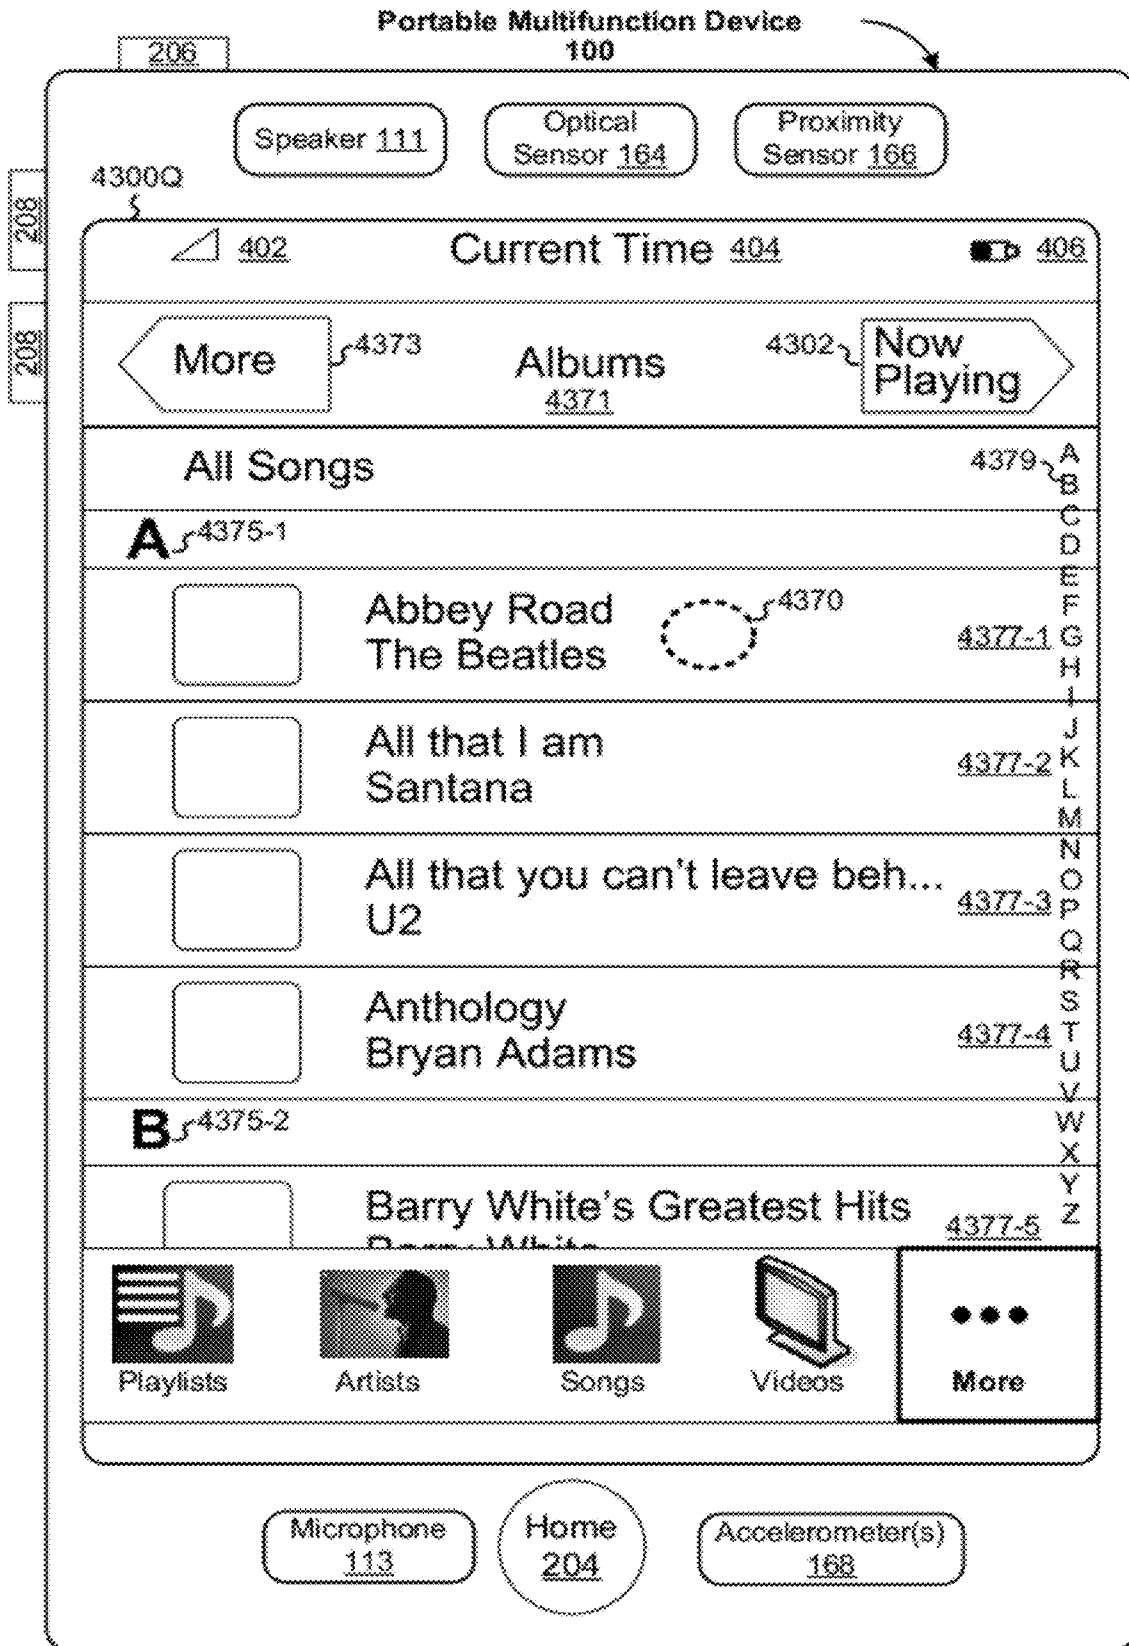 Portable Multifunction Device
100
206
Speaker 111
Optical
Sensor 164
Proximity
Sensor 166
208
4300Q
402
Current Time 404
406
208
More
4373
Albums
4371
4302
Now
Playing
All Songs
4379
A
B
C
D
E
F
G
H
I
J
K
L
M
N
O
P
Q
R
S
T
U
V
W
X
Y
Z
A
4375-1
Abbey Road
The Beatles
4370
4377-1
All that I am
Santana
4377-2
All that you can't leave beh...
U2
4377-3
Anthology
Bryan Adams
4377-4
B
4375-2
Barry White's Greatest Hits
Barry White
4377-5
Playlists
Artists
Songs
Videos
More
Microphone
113
Home
204
Accelerometer(s)
168